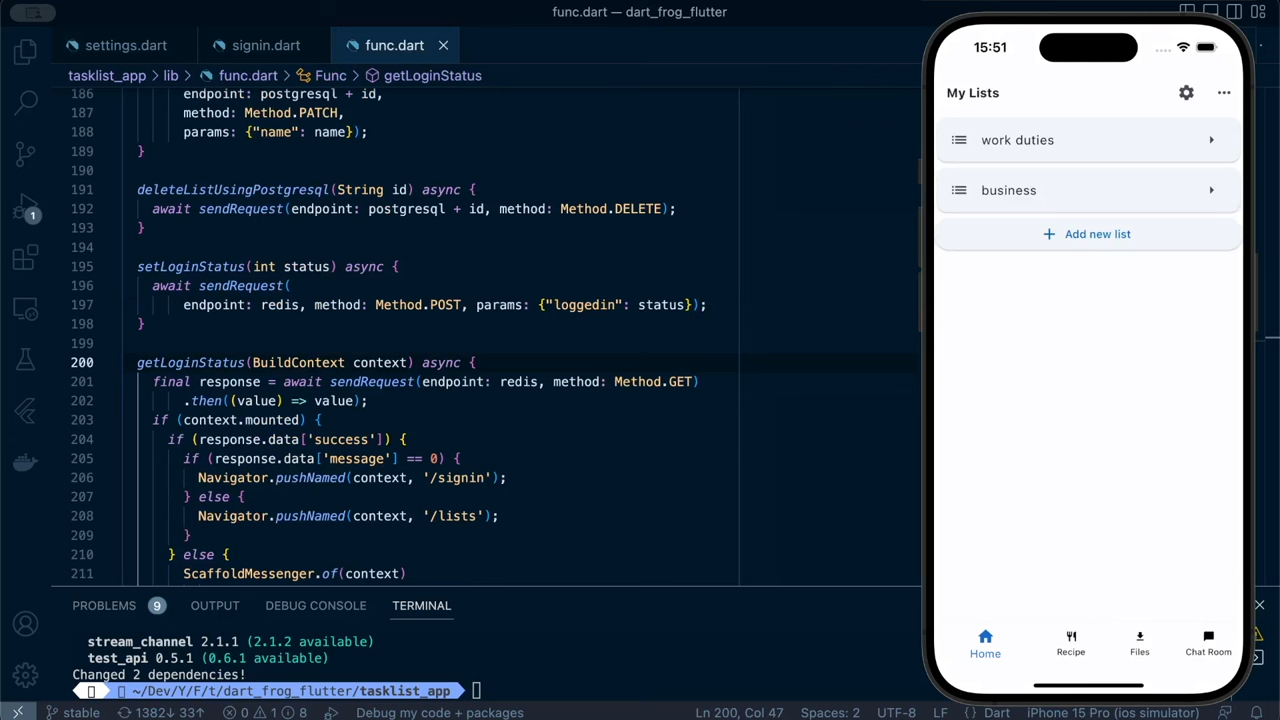 func.dart — dart_frog_flutter
settings.dart
signin.dart
func.dart
tasklist_app > lib > func.dart > Func > getLoginStatus
186 endpoint: postgresql + id,
187 method: Method.PATCH,
188 params: {"name": name});
189 }
190
191 deleteListUsingPostgresql(String id) async {
192 await sendRequest(endpoint: postgresql + id, method: Method.DELETE);
193 }
194
195 setLoginStatus(int status) async {
196 await sendRequest(
197 endpoint: redis, method: Method.POST, params: {"loggedin": status});
198 }
199
200 getLoginStatus(BuildContext context) async {
201 final response = await sendRequest(endpoint: redis, method: Method.GET)
202 .then((value) => value);
203 if (context.mounted) {
204 if (response.data['success']) {
205 if (response.data['message'] == 0) {
206 Navigator.pushNamed(context, '/signin');
207 } else {
208 Navigator.pushNamed(context, '/lists');
209 }
210 } else {
211 ScaffoldMessenger.of(context)
1
PROBLEMS 9 OUTPUT DEBUG CONSOLE TERMINAL
stream_channel 2.1.1 (2.1.2 available)
test_api 0.5.1 (0.6.1 available)
Changed 2 dependencies!
~/Dev/Y/F/t/dart_frog_flutter/tasklist_app
stable 1382↓ 33↑ 0 1 8 Debug my code + packages Ln 200, Col 47 Spaces: 2 UTF-8 LF {} Dart iPhone 15 Pro (ios simulator)
15:51
My Lists
work duties
business
+ Add new list
Home
Recipe
Files
Chat Room